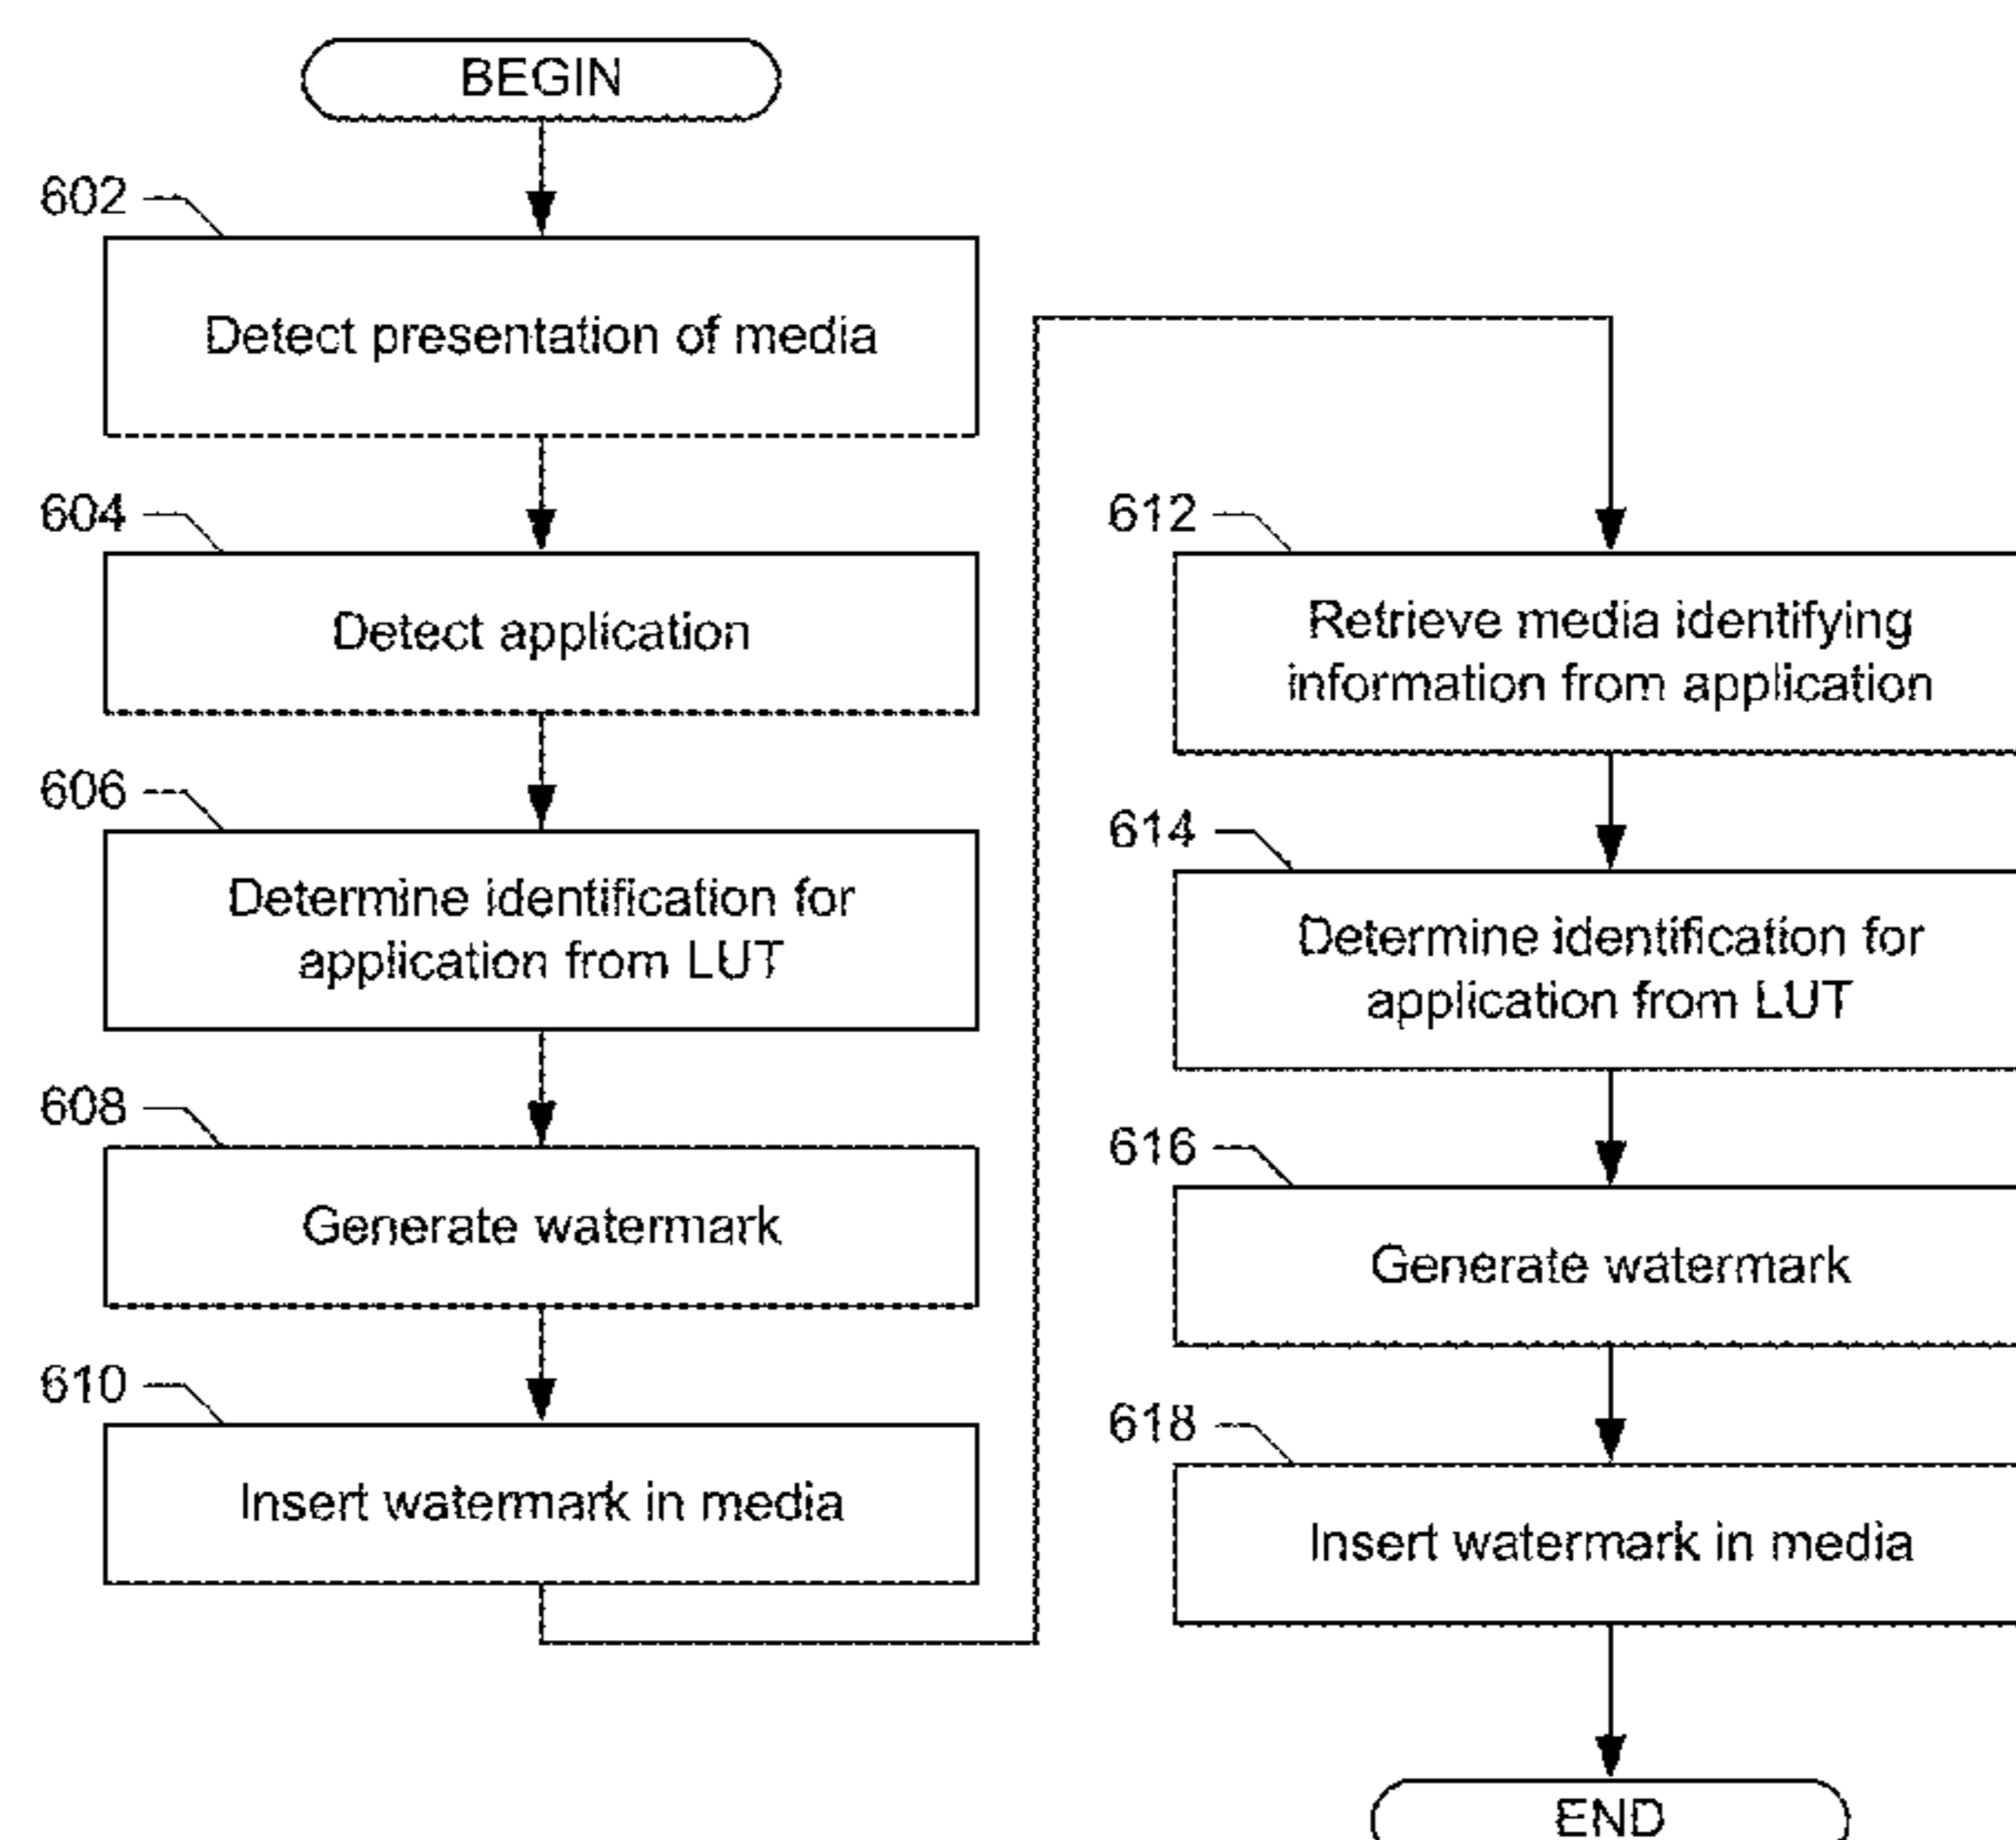 BEGIN
602
Detect presentation of media
604
Detect application
606
Determine identification for
application from LUT
608
Generate watermark
610
Insert watermark in media
612
Retrieve media identifying
information from application
614
Determine identification for
application from LUT
616
Generate watermark
618
Insert watermark in media
END